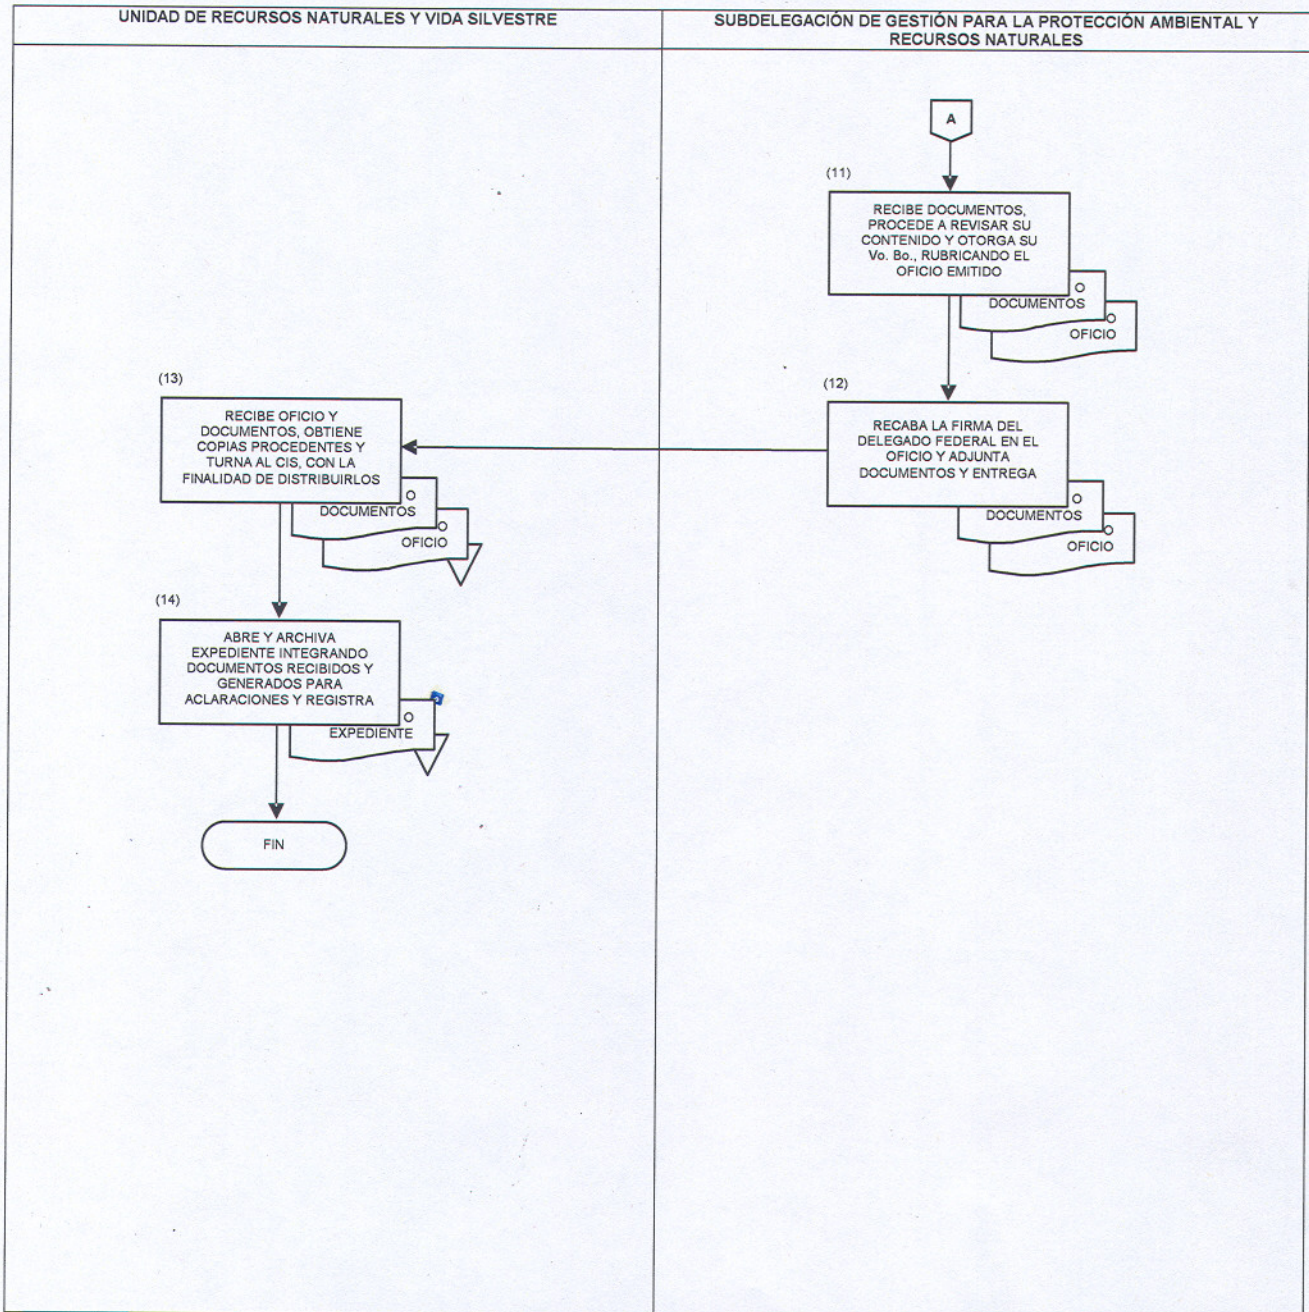 UNIDAD DE RECURSOS NATURALES Y VIDA SILVESTRE
SUBDELEGACIÓN DE GESTIÓN PARA LA PROTECCIÓN AMBIENTAL Y
RECURSOS NATURALES
A
(11)
RECIBE DOCUMENTOS,
PROCEDE A REVISAR SU
CONTENIDO Y OTORGA SU
Vo. Bo., RUBRICANDO EL
OFICIO EMITIDO
O
DOCUMENTOS
O
OFICIO
(12)
RECABA LA FIRMA DEL
DELEGADO FEDERAL EN EL
OFICIO Y ADJUNTA
DOCUMENTOS Y ENTREGA
O
DOCUMENTOS
O
OFICIO
(13)
RECIBE OFICIO Y
DOCUMENTOS, OBTIENE
COPIAS PROCEDENTES Y
TURNA AL CIS, CON LA
FINALIDAD DE DISTRIBUIRLOS
O
DOCUMENTOS
O
OFICIO
(14)
ABRE Y ARCHIVA
EXPEDIENTE INTEGRANDO
DOCUMENTOS RECIBIDOS Y
GENERADOS PARA
ACLARACIONES Y REGISTRA
O
EXPEDIENTE
FIN